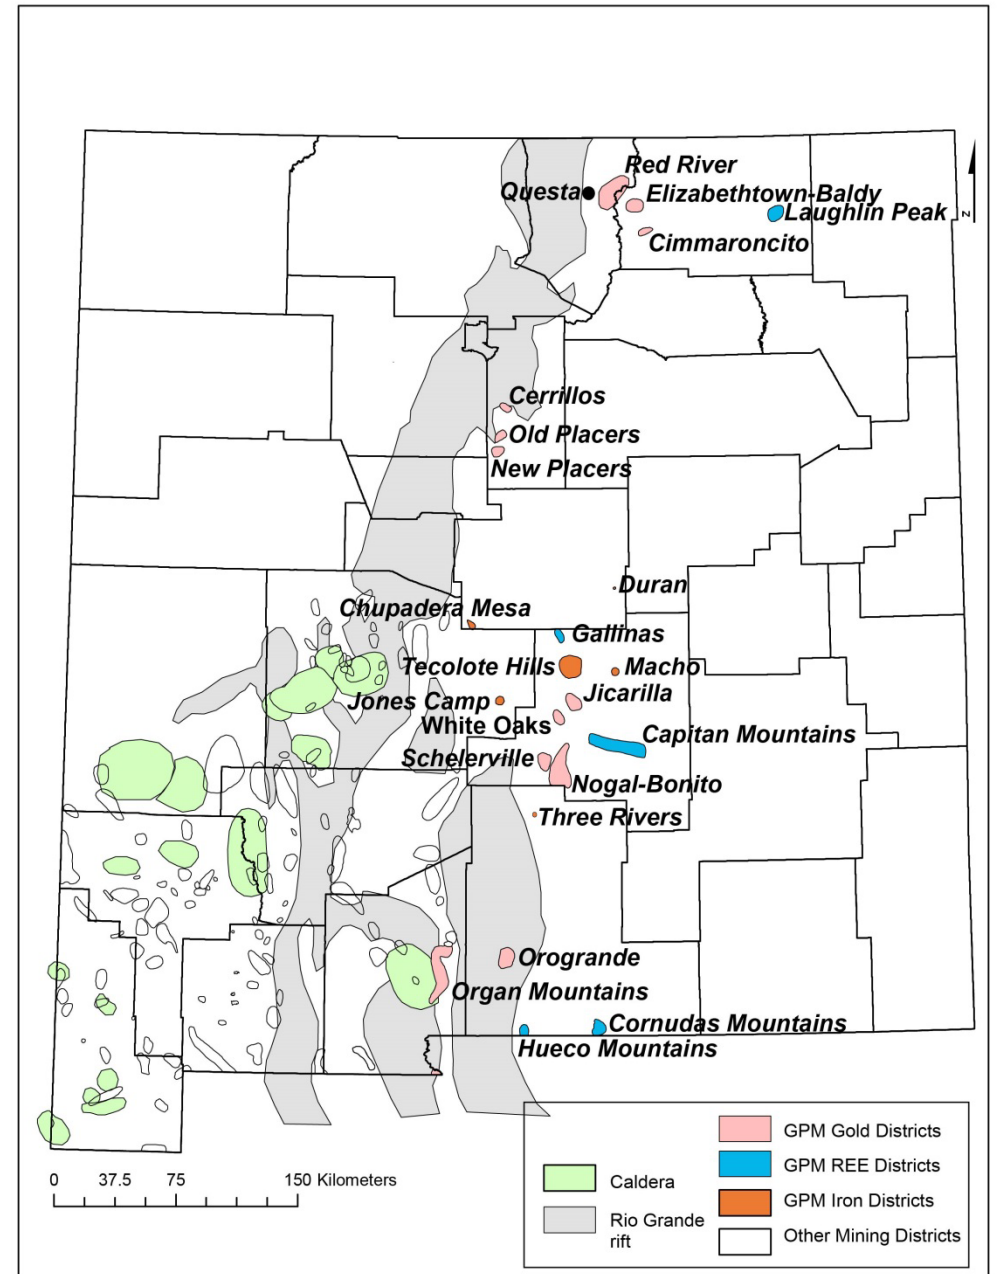 Red River
Questa
Elizabethtown-Baldy
Laughlin Peak
N
Cimmaroncito
Cerrillos
Old Placers
New Placers
Duran
Chupadera Mesa
Gallinas
Tecolote Hills
Macho
Jicarilla
Jones Camp
White Oaks
Capitan Mountains
Schelerville
Nogal-Bonito
Three Rivers
Orogrande
Organ Mountains
Cornudas Mountains
Hueco Mountains
0 37.5 75 150 Kilometers
Caldera
Rio Grande
rift
GPM Gold Districts
GPM REE Districts
GPM Iron Districts
Other Mining Districts